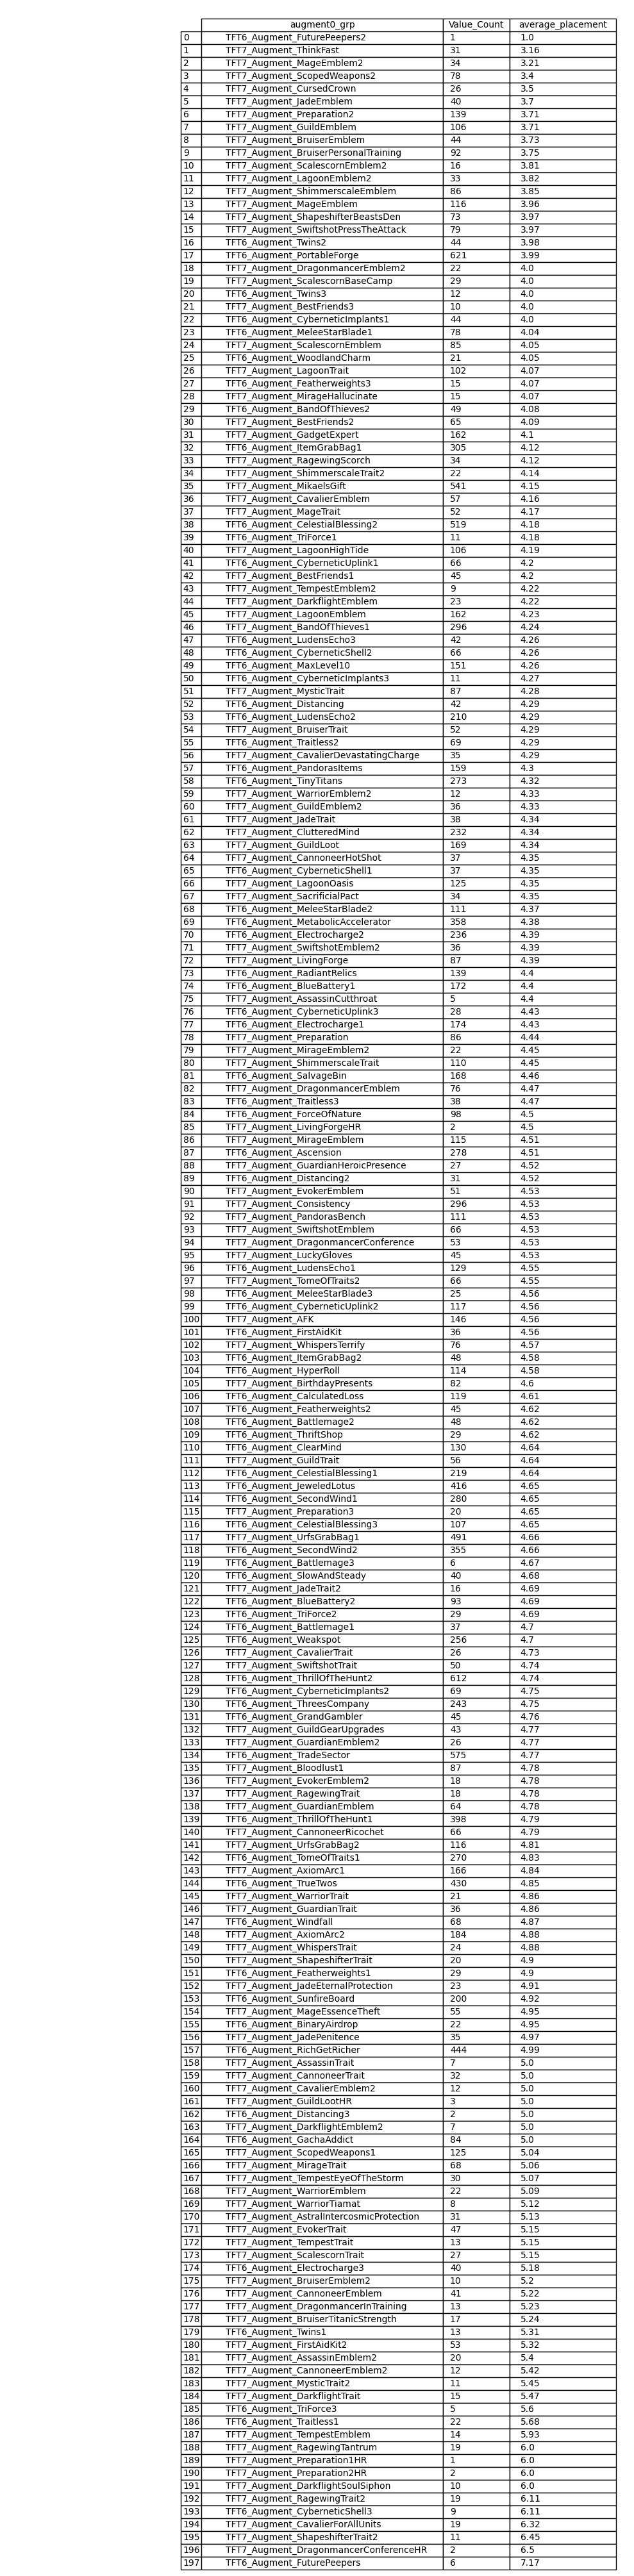 augment0_grp Value_Count average_placement
0 TFT6_Augment_FuturePeepers2 1 1.0
1 TFT7_Augment_ThinkFast 31 3.16
2 TFT7_Augment_MageEmblem2 34 3.21
3 TFT7_Augment_ScopedWeapons2 78 3.4
4 TFT7_Augment_CursedCrown 26 3.5
5 TFT7_Augment_JadeEmblem 40 3.7
6 TFT7_Augment_Preparation2 139 3.71
7 TFT7_Augment_GuildEmblem 106 3.71
8 TFT7_Augment_BruiserEmblem 44 3.73
9 TFT7_Augment_BruiserPersonalTraining 92 3.75
10 TFT7_Augment_ScalescornEmblem2 16 3.81
11 TFT7_Augment_LagoonEmblem2 33 3.82
12 TFT7_Augment_ShimmerscaleEmblem 86 3.85
13 TFT7_Augment_MageEmblem 116 3.96
14 TFT7_Augment_ShapeshifterBeastsDen 73 3.97
15 TFT7_Augment_SwiftshotPressTheAttack 79 3.97
16 TFT6_Augment_Twins2 44 3.98
17 TFT6_Augment_PortableForge 621 3.99
18 TFT7_Augment_DragonmancerEmblem2 22 4.0
19 TFT7_Augment_ScalescornBaseCamp 29 4.0
20 TFT6_Augment_Twins3 12 4.0
21 TFT7_Augment_BestFriends3 10 4.0
22 TFT6_Augment_CyberneticImplants1 44 4.0
23 TFT6_Augment_MeleeStarBlade1 78 4.04
24 TFT7_Augment_ScalescornEmblem 85 4.05
25 TFT6_Augment_WoodlandCharm 21 4.05
26 TFT7_Augment_LagoonTrait 102 4.07
27 TFT6_Augment_Featherweights3 15 4.07
28 TFT7_Augment_MirageHallucinate 15 4.07
29 TFT6_Augment_BandOfThieves2 49 4.08
30 TFT7_Augment_BestFriends2 65 4.09
31 TFT7_Augment_GadgetExpert 162 4.1
32 TFT6_Augment_ItemGrabBag1 305 4.12
33 TFT7_Augment_RagewingScorch 34 4.12
34 TFT7_Augment_ShimmerscaleTrait2 22 4.14
35 TFT7_Augment_MikaelsGift 541 4.15
36 TFT7_Augment_CavalierEmblem 57 4.16
37 TFT7_Augment_MageTrait 52 4.17
38 TFT6_Augment_CelestialBlessing2 519 4.18
39 TFT6_Augment_TriForce1 11 4.18
40 TFT7_Augment_LagoonHighTide 106 4.19
41 TFT6_Augment_CyberneticUplink1 66 4.2
42 TFT7_Augment_BestFriends1 45 4.2
43 TFT7_Augment_TempestEmblem2 9 4.22
44 TFT7_Augment_DarkflightEmblem 23 4.22
45 TFT7_Augment_LagoonEmblem 162 4.23
46 TFT7_Augment_BandOfThieves1 296 4.24
47 TFT6_Augment_LudensEcho3 42 4.26
48 TFT6_Augment_CyberneticShell2 66 4.26
49 TFT6_Augment_MaxLevel10 151 4.26
50 TFT6_Augment_CyberneticImplants3 11 4.27
51 TFT7_Augment_MysticTrait 87 4.28
52 TFT6_Augment_Distancing 42 4.29
53 TFT6_Augment_LudensEcho2 210 4.29
54 TFT7_Augment_BruiserTrait 52 4.29
55 TFT6_Augment_Traitless2 69 4.29
56 TFT7_Augment_CavalierDevastatingCharge 35 4.29
57 TFT6_Augment_PandorasItems 159 4.3
58 TFT6_Augment_TinyTitans 273 4.32
59 TFT7_Augment_WarriorEmblem2 12 4.33
60 TFT7_Augment_GuildEmblem2 36 4.33
61 TFT7_Augment_JadeTrait 38 4.34
62 TFT7_Augment_ClutteredMind 232 4.34
63 TFT7_Augment_GuildLoot 169 4.34
64 TFT7_Augment_CannoneerHotShot 37 4.35
65 TFT6_Augment_CyberneticShell1 37 4.35
66 TFT7_Augment_LagoonOasis 125 4.35
67 TFT7_Augment_SacrificialPact 34 4.35
68 TFT6_Augment_MeleeStarBlade2 111 4.37
69 TFT6_Augment_MetabolicAccelerator 358 4.38
70 TFT6_Augment_Electrocharge2 236 4.39
71 TFT7_Augment_SwiftshotEmblem2 36 4.39
72 TFT7_Augment_LivingForge 87 4.39
73 TFT6_Augment_RadiantRelics 139 4.4
74 TFT7_Augment_BlueBattery1 172 4.4
75 TFT7_Augment_AssassinCutthroat 5 4.4
76 TFT6_Augment_CyberneticUplink3 28 4.43
77 TFT6_Augment_Electrocharge1 174 4.43
78 TFT7_Augment_Preparation 86 4.44
79 TFT7_Augment_MirageEmblem2 22 4.45
80 TFT7_Augment_ShimmerscaleTrait 110 4.45
81 TFT6_Augment_SalvageBin 168 4.46
82 TFT7_Augment_DragonmancerEmblem 76 4.47
83 TFT6_Augment_Traitless3 38 4.47
84 TFT6_Augment_ForceOfNature 98 4.5
85 TFT7_Augment_LivingForgeHR 2 4.5
86 TFT7_Augment_MirageEmblem 115 4.51
87 TFT6_Augment_Ascension 278 4.51
88 TFT7_Augment_GuardianHeroicPresence 27 4.52
89 TFT6_Augment_Distancing2 31 4.52
90 TFT7_Augment_EvokerEmblem 51 4.53
91 TFT7_Augment_Consistency 296 4.53
92 TFT7_Augment_PandorasBench 111 4.53
93 TFT7_Augment_SwiftshotEmblem 66 4.53
94 TFT7_Augment_DragonmancerConference 53 4.53
95 TFT7_Augment_LuckyGloves 45 4.53
96 TFT6_Augment_LudensEcho1 129 4.55
97 TFT7_Augment_TomeOfTraits2 66 4.55
98 TFT6_Augment_MeleeStarBlade3 25 4.56
99 TFT6_Augment_CyberneticUplink2 117 4.56
100 TFT7_Augment_AFK 146 4.56
101 TFT6_Augment_FirstAidKit 36 4.56
102 TFT7_Augment_WhispersTerrify 76 4.57
103 TFT6_Augment_ItemGrabBag2 48 4.58
104 TFT6_Augment_HyperRoll 114 4.58
105 TFT7_Augment_BirthdayPresents 82 4.6
106 TFT6_Augment_CalculatedLoss 119 4.61
107 TFT6_Augment_Featherweights2 45 4.62
108 TFT6_Augment_Battlemage2 48 4.62
109 TFT6_Augment_ThriftShop 29 4.62
110 TFT6_Augment_ClearMind 130 4.64
111 TFT7_Augment_GuildTrait 56 4.64
112 TFT6_Augment_CelestialBlessing1 219 4.64
113 TFT6_Augment_JeweledLotus 416 4.65
114 TFT6_Augment_SecondWind1 280 4.65
115 TFT7_Augment_Preparation3 20 4.65
116 TFT6_Augment_CelestialBlessing3 107 4.65
117 TFT7_Augment_UrfsGrabBag1 491 4.66
118 TFT6_Augment_SecondWind2 355 4.66
119 TFT6_Augment_Battlemage3 6 4.67
120 TFT6_Augment_SlowAndSteady 40 4.68
121 TFT7_Augment_JadeTrait2 16 4.69
122 TFT7_Augment_BlueBattery2 93 4.69
123 TFT6_Augment_TriForce2 29 4.69
124 TFT6_Augment_Battlemage1 37 4.7
125 TFT6_Augment_Weakspot 256 4.7
126 TFT7_Augment_CavalierTrait 26 4.73
127 TFT7_Augment_SwiftshotTrait 50 4.74
128 TFT6_Augment_ThrillOfTheHunt2 612 4.74
129 TFT6_Augment_CyberneticImplants2 69 4.75
130 TFT6_Augment_ThreesCompany 243 4.75
131 TFT6_Augment_GrandGambler 45 4.76
132 TFT7_Augment_GuildGearUpgrades 43 4.77
133 TFT7_Augment_GuardianEmblem2 26 4.77
134 TFT6_Augment_TradeSector 575 4.77
135 TFT7_Augment_Bloodlust1 87 4.78
136 TFT7_Augment_EvokerEmblem2 18 4.78
137 TFT7_Augment_RagewingTrait 18 4.78
138 TFT7_Augment_GuardianEmblem 64 4.78
139 TFT6_Augment_ThrillOfTheHunt1 398 4.79
140 TFT7_Augment_CannoneerRicochet 66 4.79
141 TFT7_Augment_UrfsGrabBag2 116 4.81
142 TFT6_Augment_TomeOfTraits1 270 4.83
143 TFT7_Augment_AxiomArc1 166 4.84
144 TFT6_Augment_TrueTwos 430 4.85
145 TFT7_Augment_WarriorTrait 21 4.86
146 TFT7_Augment_GuardianTrait 36 4.86
147 TFT6_Augment_Windfall 68 4.87
148 TFT7_Augment_AxiomArc2 184 4.88
149 TFT7_Augment_WhispersTrait 24 4.88
150 TFT7_Augment_ShapeshifterTrait 20 4.9
151 TFT6_Augment_Featherweights1 29 4.9
152 TFT7_Augment_JadeEternalProtection 23 4.91
153 TFT6_Augment_SunfireBoard 200 4.92
154 TFT7_Augment_MageEssenceTheft 55 4.95
155 TFT6_Augment_BinaryAirdrop 22 4.95
156 TFT7_Augment_JadePenitence 35 4.97
157 TFT6_Augment_RichGetRicher 444 4.99
158 TFT7_Augment_AssassinTrait 7 5.0
159 TFT7_Augment_CannoneerTrait 32 5.0
160 TFT7_Augment_CavalierEmblem2 12 5.0
161 TFT7_Augment_GuildLootHR 3 5.0
162 TFT6_Augment_Distancing3 2 5.0
163 TFT7_Augment_DarkflightEmblem2 7 5.0
164 TFT7_Augment_GachaAddict 84 5.0
165 TFT7_Augment_ScopedWeapons1 125 5.04
166 TFT7_Augment_MirageTrait 68 5.06
167 TFT7_Augment_TempestEyeOfTheStorm 30 5.07
168 TFT7_Augment_WarriorEmblem 22 5.09
169 TFT7_Augment_WarriorTiamat 8 5.12
170 TFT7_Augment_AstralIntercosmicProtection 31 5.13
171 TFT7_Augment_EvokerTrait 47 5.15
172 TFT7_Augment_TempestTrait 13 5.15
173 TFT7_Augment_ScalescornTrait 27 5.15
174 TFT6_Augment_Electrocharge3 40 5.18
175 TFT7_Augment_BruiserEmblem2 10 5.2
176 TFT7_Augment_CannoneerEmblem 41 5.22
177 TFT7_Augment_DragonmancerInTraining 13 5.23
178 TFT7_Augment_BruiserTitanicStrength 17 5.24
179 TFT6_Augment_Twins1 13 5.31
180 TFT7_Augment_FirstAidKit2 53 5.32
181 TFT7_Augment_AssassinEmblem2 20 5.4
182 TFT7_Augment_CannoneerEmblem2 12 5.42
183 TFT7_Augment_MysticTrait2 11 5.45
184 TFT7_Augment_DarkflightTrait 15 5.47
185 TFT6_Augment_TriForce3 5 5.6
186 TFT6_Augment_Traitless1 22 5.68
187 TFT7_Augment_TempestEmblem 14 5.93
188 TFT7_Augment_RagewingTantrum 19 6.0
189 TFT7_Augment_Preparation1HR 1 6.0
190 TFT7_Augment_Preparation2HR 2 6.0
191 TFT7_Augment_DarkflightSoulSiphon 10 6.0
192 TFT7_Augment_RagewingTrait2 19 6.11
193 TFT6_Augment_CyberneticShell3 9 6.11
194 TFT7_Augment_CavalierForAllUnits 19 6.32
195 TFT7_Augment_ShapeshifterTrait2 11 6.45
196 TFT7_Augment_DragonmancerConferenceHR 2 6.5
197 TFT6_Augment_FuturePeepers 6 7.17